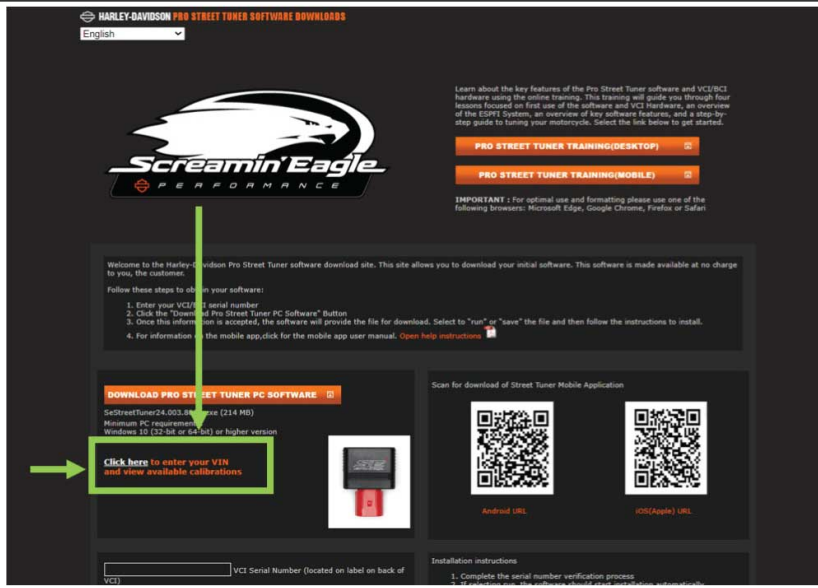 HARLEY-DAVIDSON PRO STREET TUNER SOFTWARE DOWNLOADS
English
Learn about the key features of the Pro Street Tuner software and VCI/BCI
hardware using the online training. This training will guide you through four
lessons focused on first use of the software and VCI Hardware, an overview
of the ESPFI System, an overview of key software features, and a step-by-
step guide to tuning your motorcycle. Select the link below to get started.
Screamin' Eagle
PERFORMANCE
PRO STREET TUNER TRAINING(DESKTOP)
PRO STREET TUNER TRAINING(MOBILE)
IMPORTANT : For optimal use and formatting please use one of the
following browsers: Microsoft Edge, Google Chrome, Firefox or Safari
Welcome to the Harley-Davidson Pro Street Tuner software download site. This site allows you to download your initial software. This software is made available at no charge
to you, the customer.
Follow these steps to obtain your software:
1. Enter your VCI/BCI serial number
2. Click the "Download Pro Street Tuner PC Software" Button
3. Once this information is accepted, the software will provide the file for download. Select to "run" or "save" the file and then follow the instructions to install.
4. For information on the mobile app,click for the mobile app user manual. Open help instructions
DOWNLOAD PRO STREET TUNER PC SOFTWARE
(214 MB)
Minimum PC requirements
Windows 10 (32-bit or 64-bit) or higher version
Click here to enter your VIN
and view available calibrations
Scan for download of Street Tuner Mobile Application
Android URL
iOS(Apple) URL
VCI Serial Number (located on label on back of
VCI)
Installation instructions
1. Complete the serial number verification process
2. If selecting run, the software should start installation automatically